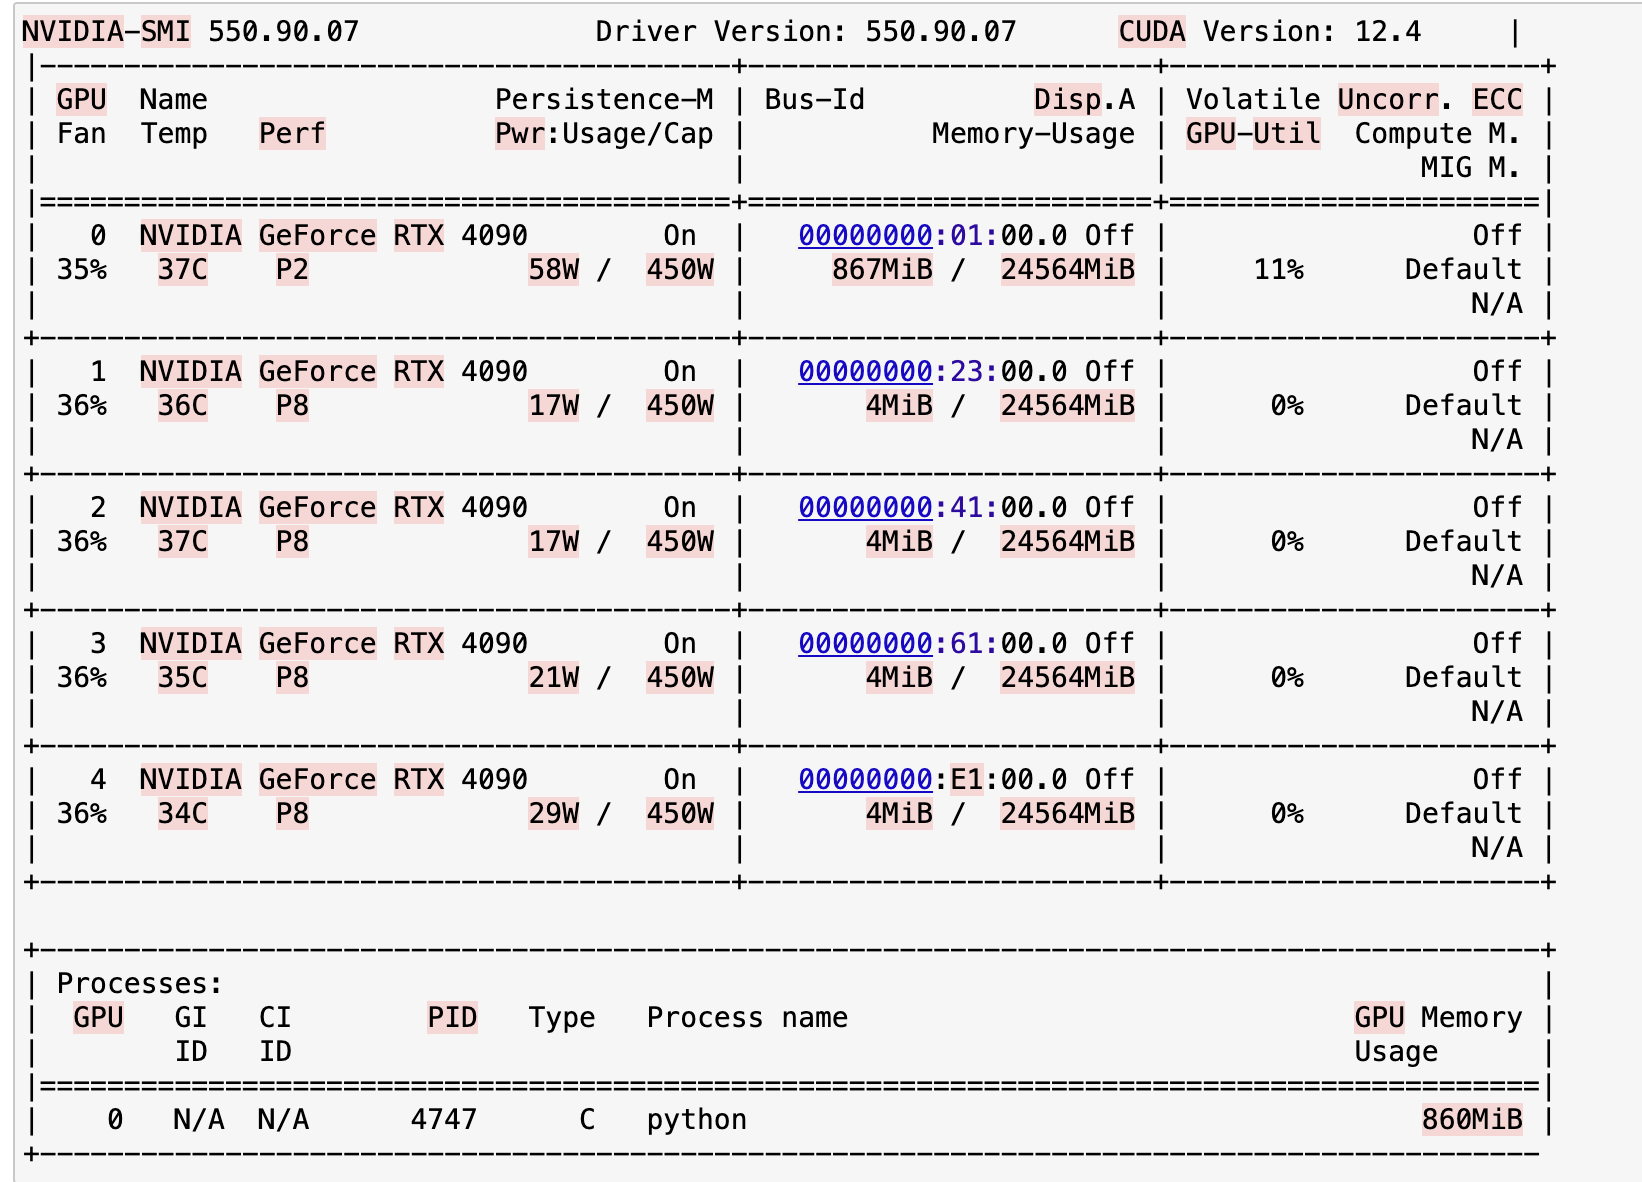 NVIDIA-SMI 550.90.07              Driver Version: 550.90.07      CUDA Version: 12.4     |
|-----------------------------------------+------------------------+----------------------+
| GPU  Name                 Persistence-M | Bus-Id          Disp.A | Volatile Uncorr. ECC |
| Fan  Temp   Perf          Pwr:Usage/Cap |           Memory-Usage | GPU-Util  Compute M. |
|                                         |                        |               MIG M. |
|=========================================+========================+======================|
|   0  NVIDIA GeForce RTX 4090        On  |   00000000:01:00.0 Off |                  Off |
| 35%   37C    P2             58W /  450W |     867MiB /  24564MiB |     11%      Default |
|                                         |                        |                  N/A |
+-----------------------------------------+------------------------+----------------------+
|   1  NVIDIA GeForce RTX 4090        On  |   00000000:23:00.0 Off |                  Off |
| 36%   36C    P8             17W /  450W |       4MiB /  24564MiB |      0%      Default |
|                                         |                        |                  N/A |
+-----------------------------------------+------------------------+----------------------+
|   2  NVIDIA GeForce RTX 4090        On  |   00000000:41:00.0 Off |                  Off |
| 36%   37C    P8             17W /  450W |       4MiB /  24564MiB |      0%      Default |
|                                         |                        |                  N/A |
+-----------------------------------------+------------------------+----------------------+
|   3  NVIDIA GeForce RTX 4090        On  |   00000000:61:00.0 Off |                  Off |
| 36%   35C    P8             21W /  450W |       4MiB /  24564MiB |      0%      Default |
|                                         |                        |                  N/A |
+-----------------------------------------+------------------------+----------------------+
|   4  NVIDIA GeForce RTX 4090        On  |   00000000:E1:00.0 Off |                  Off |
| 36%   34C    P8             29W /  450W |       4MiB /  24564MiB |      0%      Default |
|                                         |                        |                  N/A |
+-----------------------------------------+------------------------+----------------------+

+-----------------------------------------------------------------------------------------+
| Processes:                                                                              |
|  GPU   GI   CI        PID   Type   Process name                              GPU Memory |
|        ID   ID                                                               Usage      |
|=========================================================================================|
|    0   N/A  N/A      4747      C   python                                        860MiB |
+-----------------------------------------------------------------------------------------